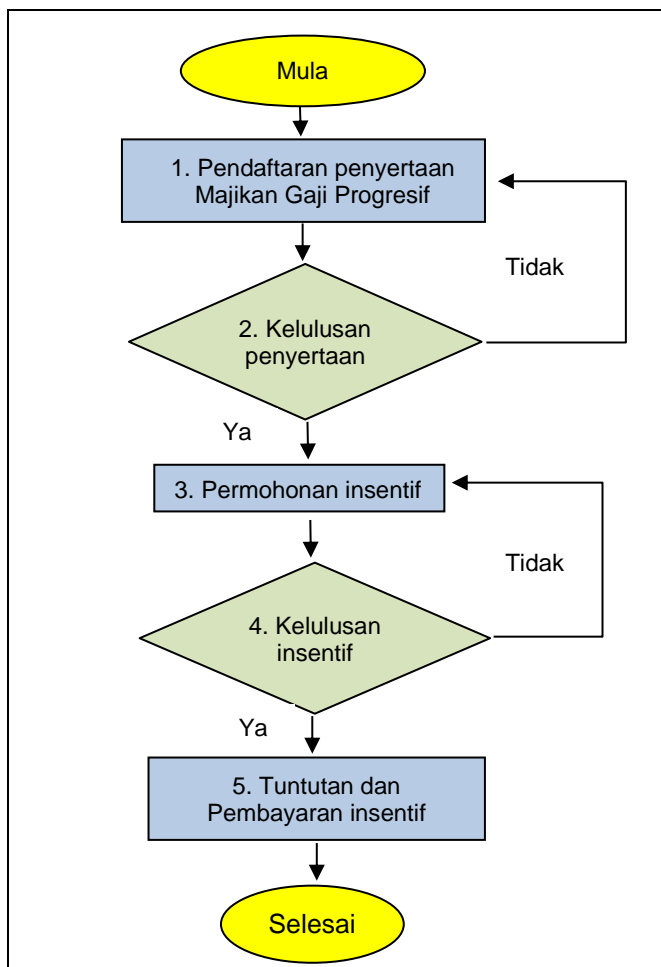 Mula
1. Pendaftaran penyertaan
Majikan Gaji Progresif
Tidak
2. Kelulusan
penyertaan
Ya
3. Permohonan insentif
Tidak
4. Kelulusan
insentif
Ya
5. Tuntutan dan
Pembayaran insentif
Selesai